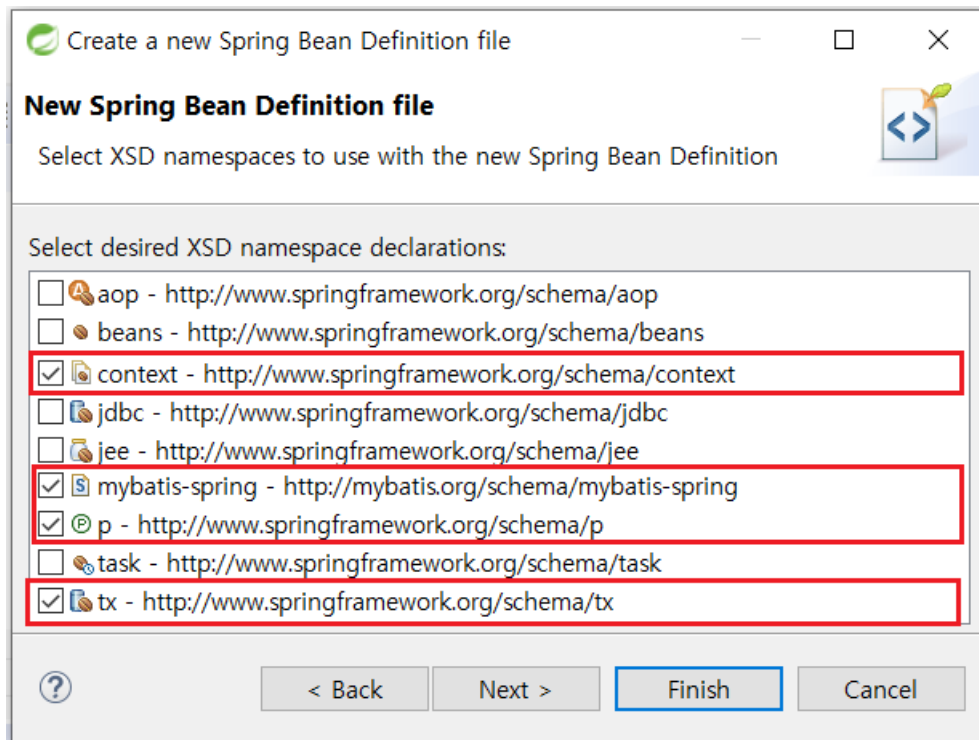 Create a new Spring Bean Definition file
New Spring Bean Definition file
Select XSD namespaces to use with the new Spring Bean Definition
Select desired XSD namespace declarations:
aop - http://www.springframework.org/schema/aop
beans - http://www.springframework.org/schema/beans
context - http://www.springframework.org/schema/context
jdbc - http://www.springframework.org/schema/jdbc
jee - http://www.springframework.org/schema/jee
mybatis-spring - http://mybatis.org/schema/mybatis-spring
p - http://www.springframework.org/schema/p
task - http://www.springframework.org/schema/task
tx - http://www.springframework.org/schema/tx
< Back Next > Finish Cancel